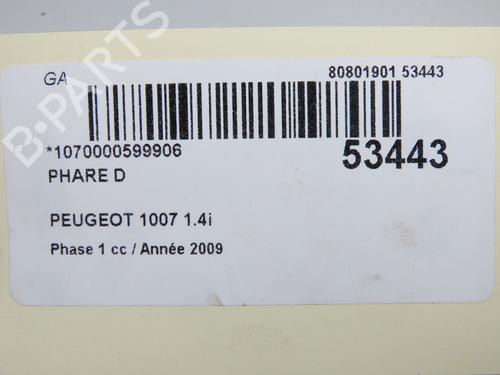 GA
80801901 53443
*1070000599906
53443
PHARE D
PEUGEOT 1007 1.4i
Phase 1 cc / Année 2009
B-PARTS